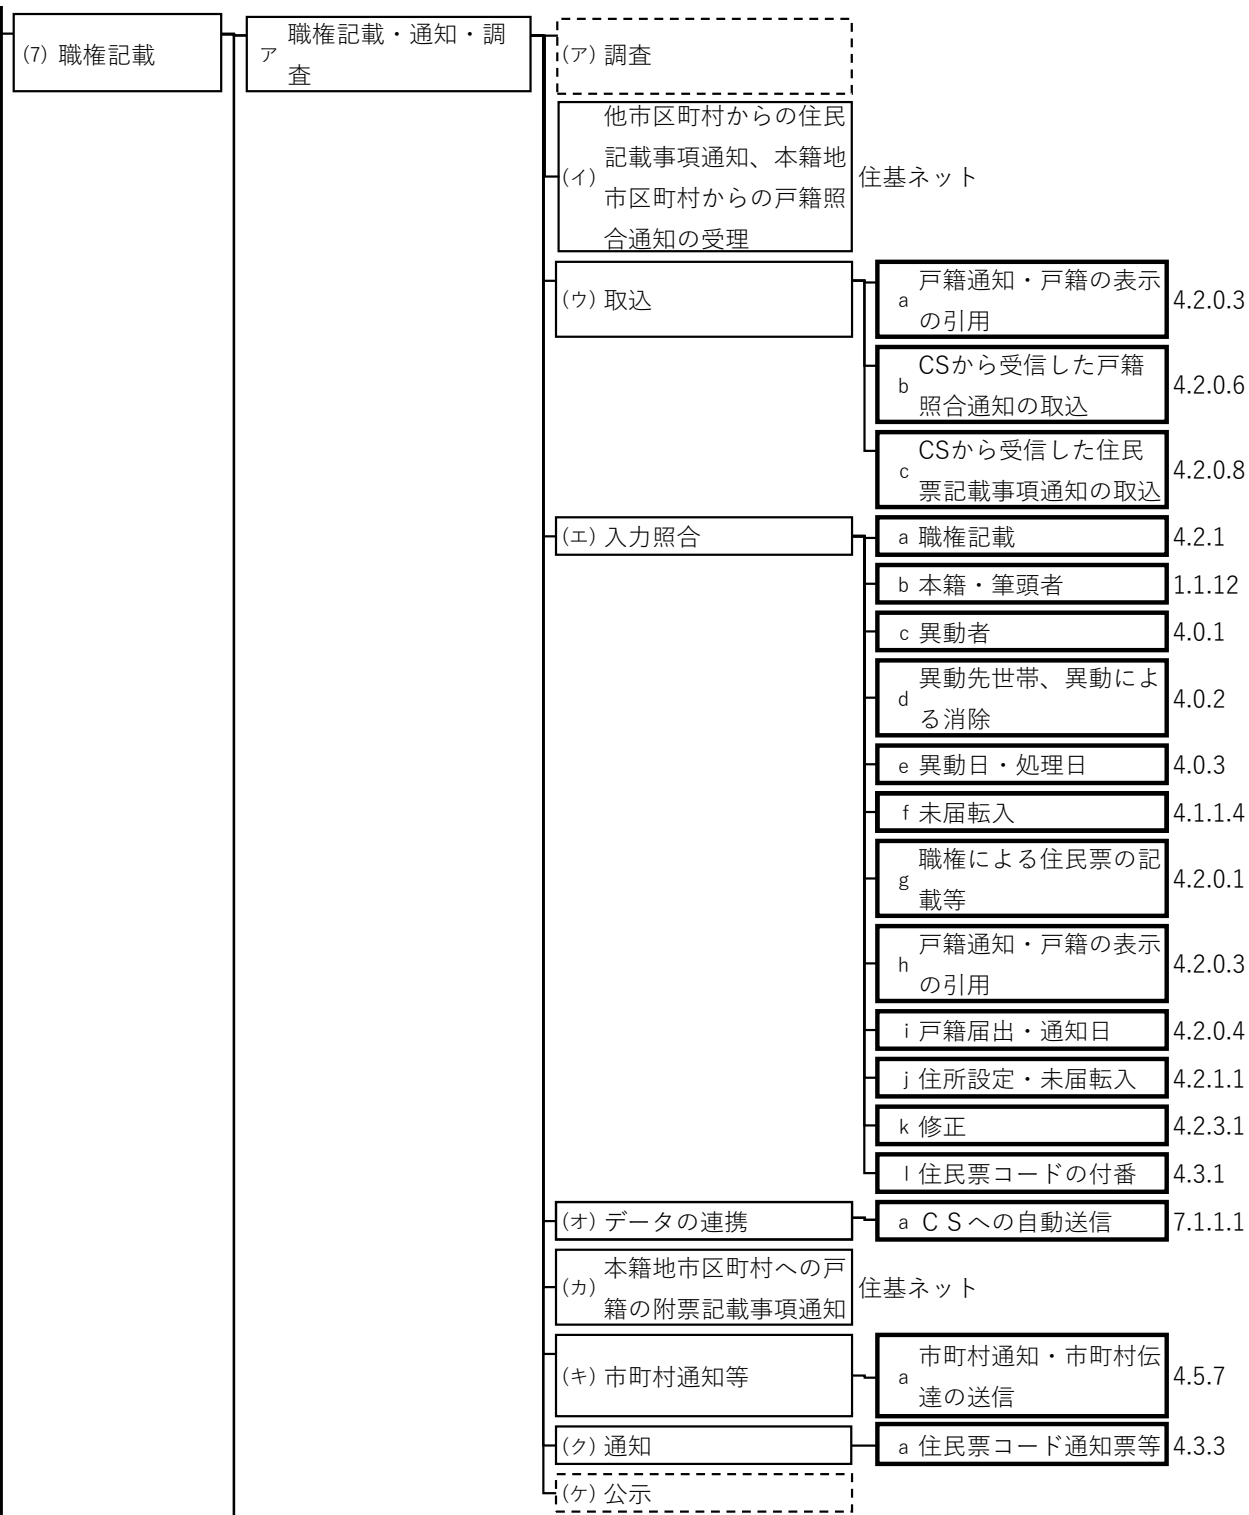 (7) 職権記載
ア 職権記載・通知・調
査
(ア) 調査
(イ) 他市区町村からの住民
記載事項通知、本籍地
市区町村からの戸籍照
合通知の受理
住基ネット
(ウ) 取込
a 戸籍通知・戸籍の表示
の引用
4.2.0.3
b CSから受信した戸籍
照合通知の取込
4.2.0.6
c CSから受信した住民
票記載事項通知の取込
4.2.0.8
(エ) 入力照合
a 職権記載 4.2.1
b 本籍・筆頭者 1.1.12
c 異動者 4.0.1
d 異動先世帯、異動によ
る消除
4.0.2
e 異動日・処理日 4.0.3
f 未届転入 4.1.1.4
g 職権による住民票の記
載等
4.2.0.1
h 戸籍通知・戸籍の表示
の引用
4.2.0.3
i 戸籍届出・通知日 4.2.0.4
j 住所設定・未届転入 4.2.1.1
k 修正 4.2.3.1
l 住民票コードの付番 4.3.1
(オ) データの連携
a ＣＳへの自動送信 7.1.1.1
(カ) 本籍地市区町村への戸
籍の附票記載事項通知
住基ネット
(キ) 市町村通知等
a 市町村通知・市町村伝
達の送信
4.5.7
(ク) 通知
a 住民票コード通知票等 4.3.3
(ケ) 公示